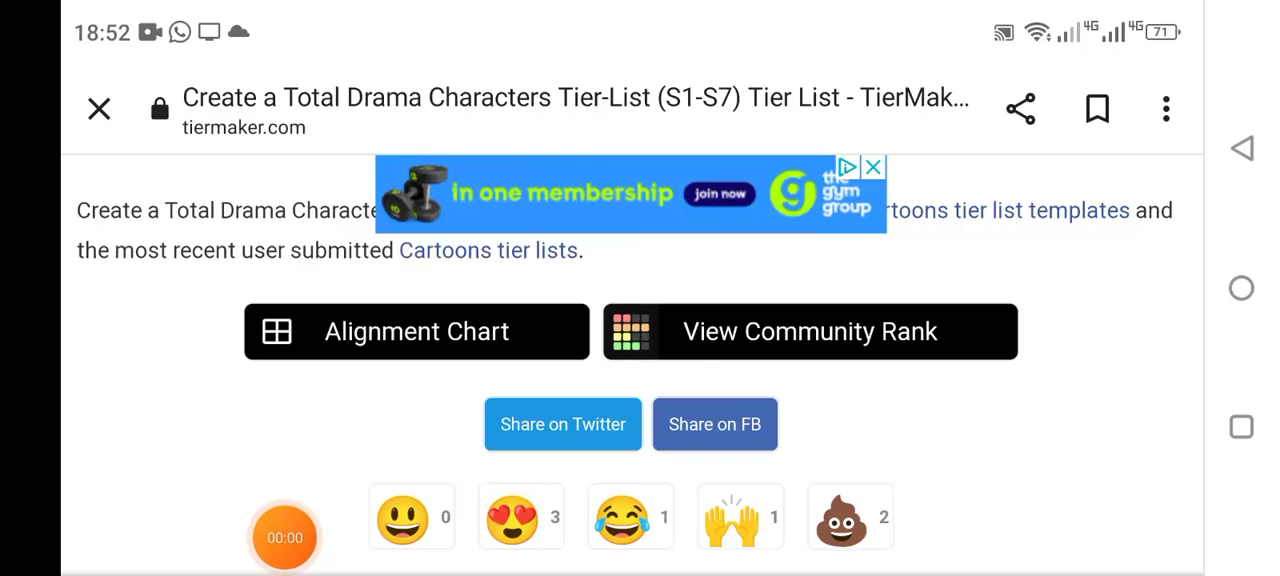 18:52 4G 4G 71
Create a Total Drama Characters Tier-List (S1-S7) Tier List - TierMak...
tiermaker.com
in one membership join now g the gym group
Create a Total Drama Characte rtoons tier list templates and
the most recent user submitted Cartoons tier lists.
Alignment Chart View Community Rank
Share on Twitter Share on FB
00:00 0 3 1 1 2